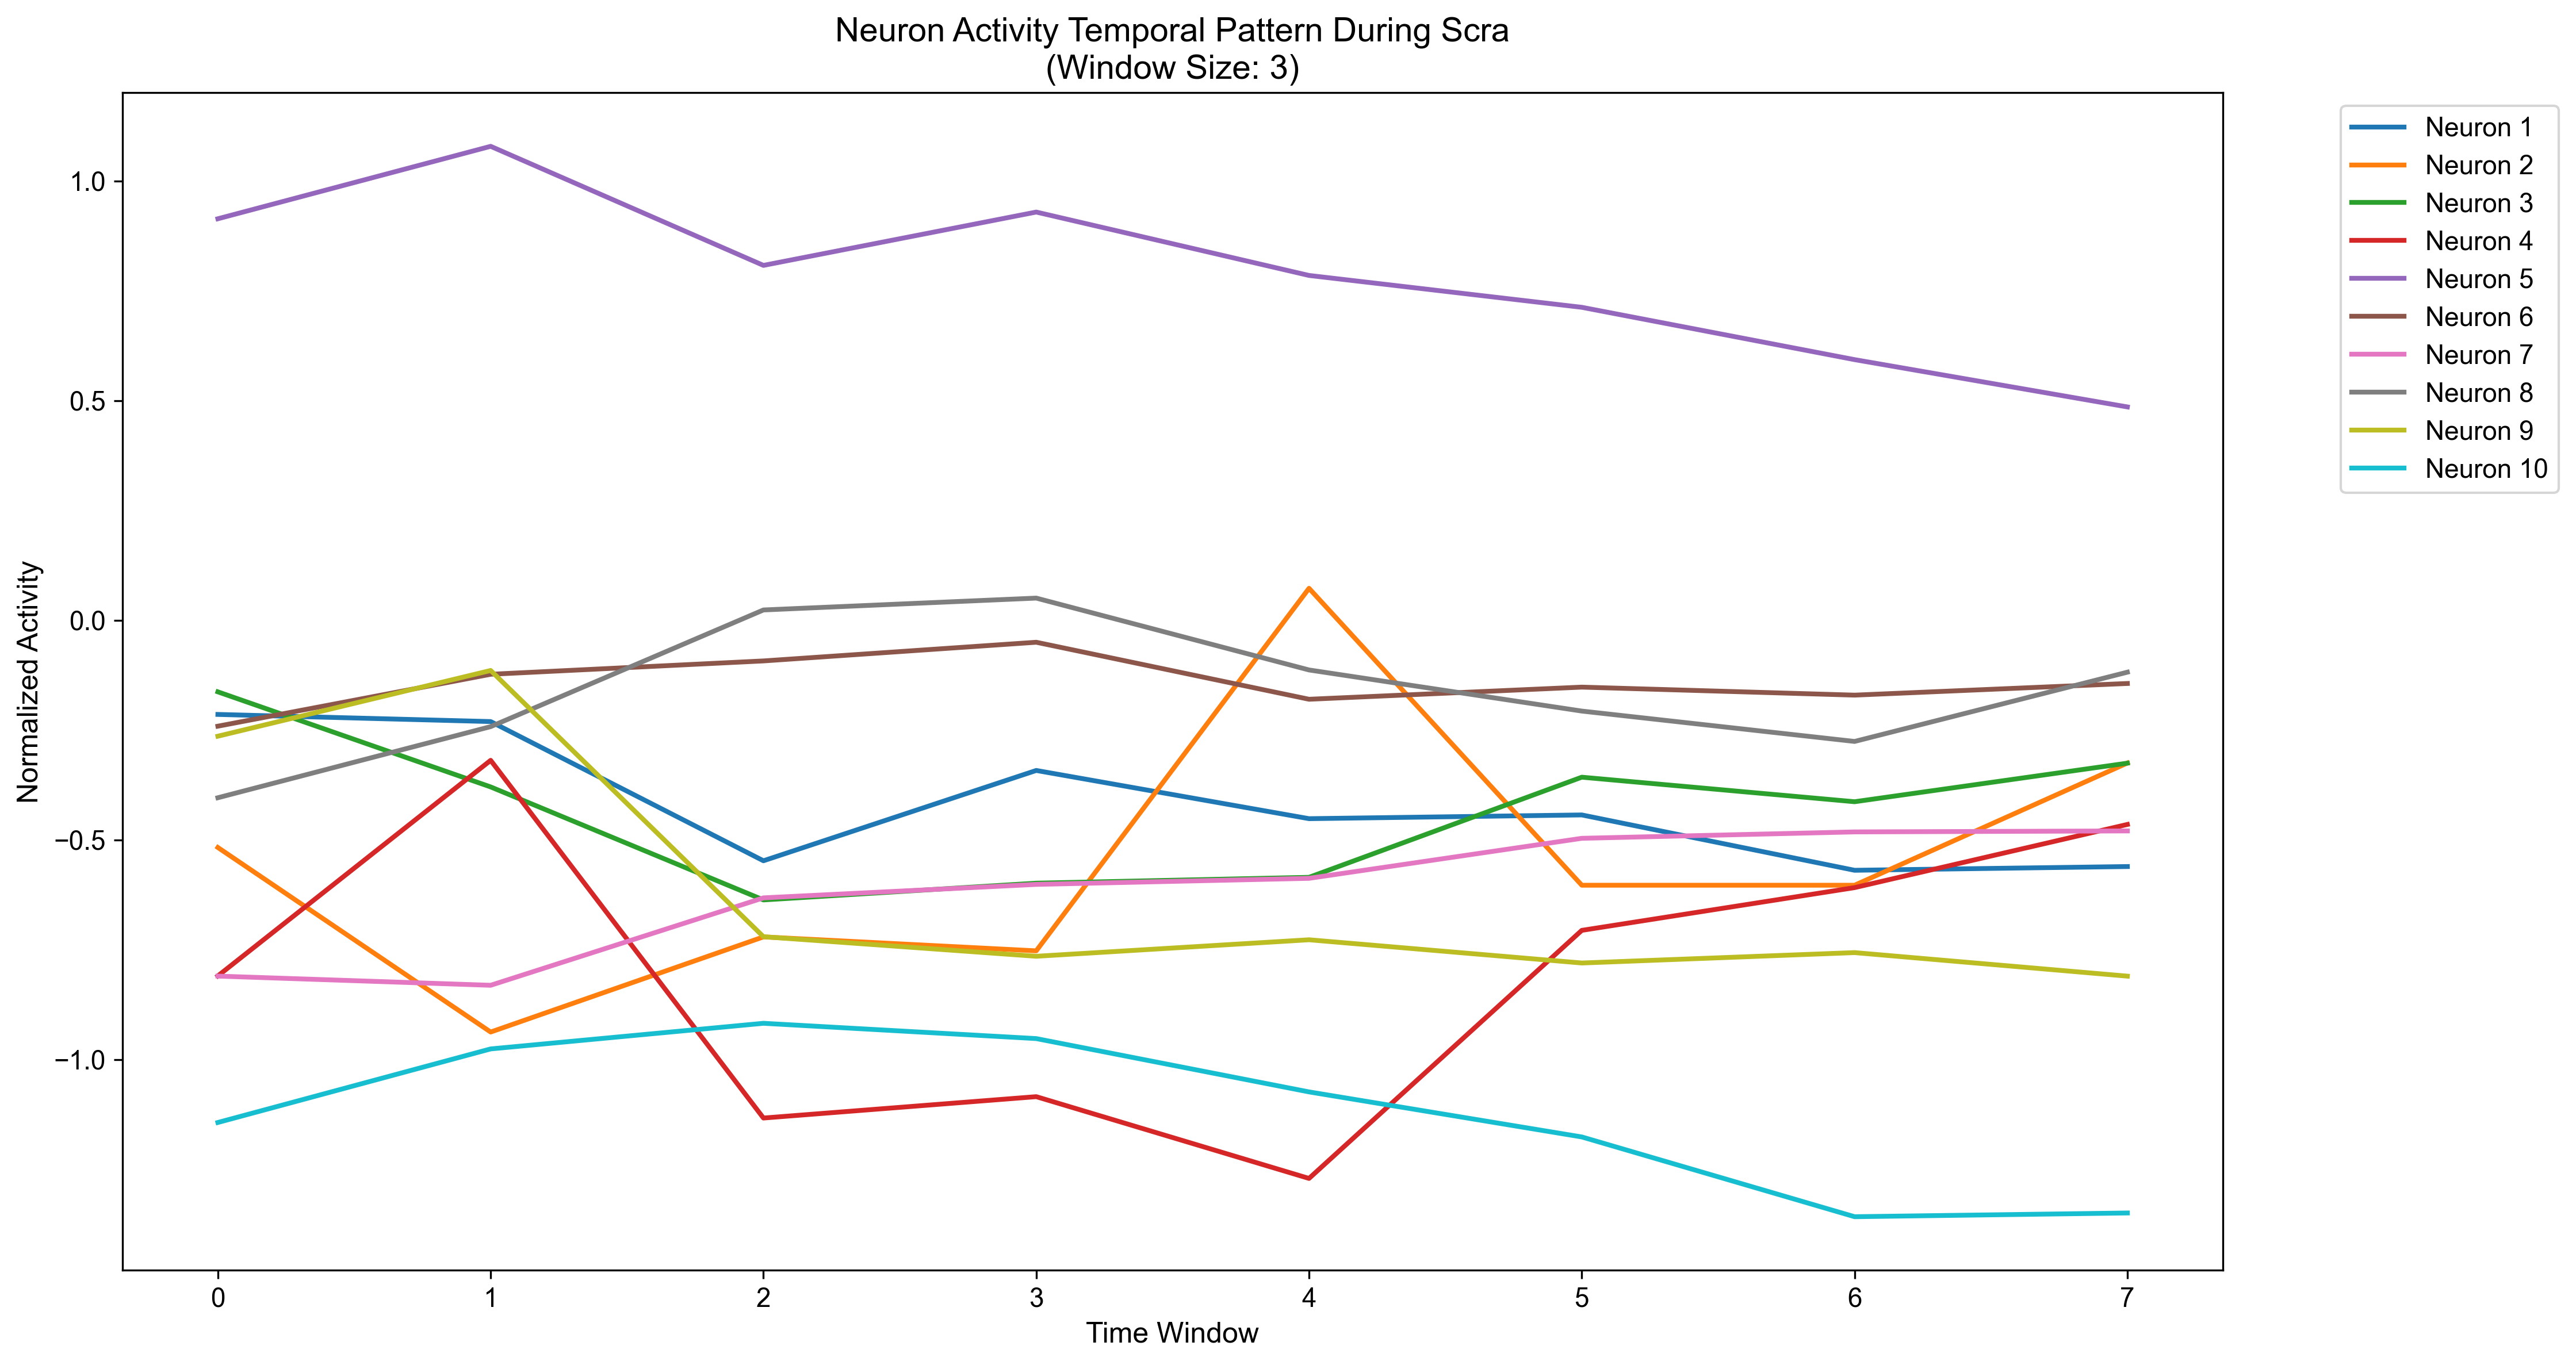 Neuron Activity Temporal Pattern During Scra
(Window Size: 3)
Normalized Activity
1.0
0.5
0.0
−0.5
−1.0
0
1
2
3
4
5
6
7
Time Window
Neuron 1
Neuron 2
Neuron 3
Neuron 4
Neuron 5
Neuron 6
Neuron 7
Neuron 8
Neuron 9
Neuron 10